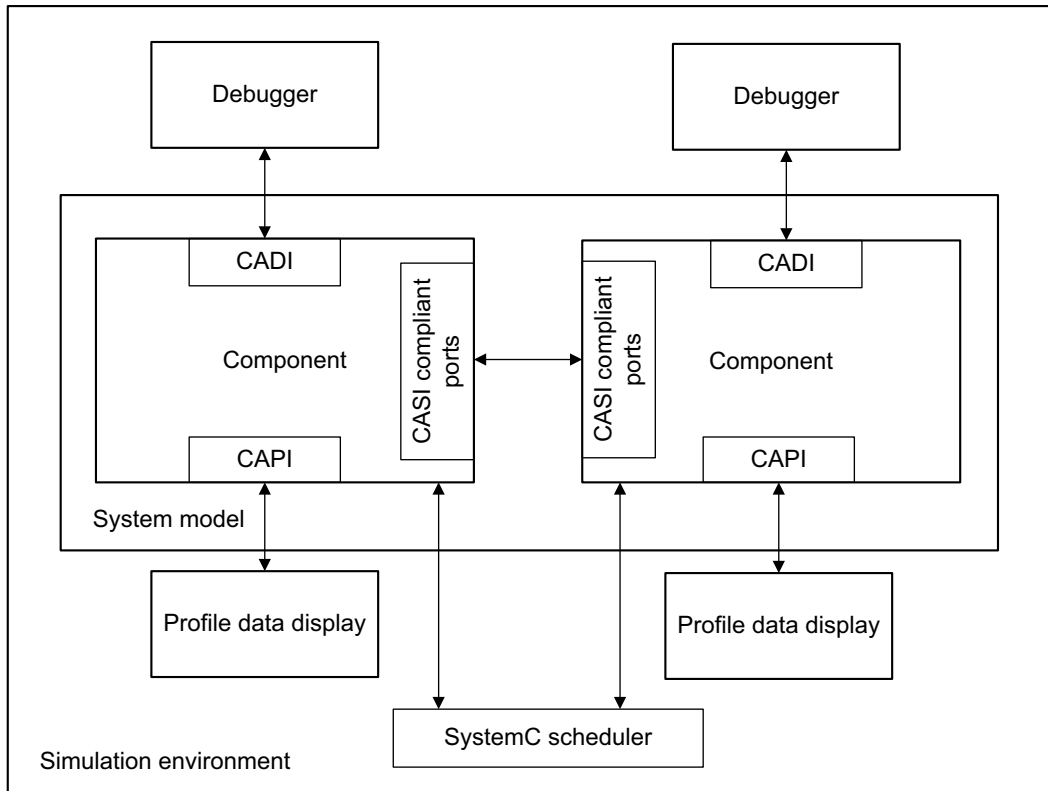 Debugger
Debugger
CADI
CADI
Component
CASI compliant
ports
CASI compliant
ports
Component
CAPI
CAPI
System model
Profile data display
Profile data display
SystemC scheduler
Simulation environment